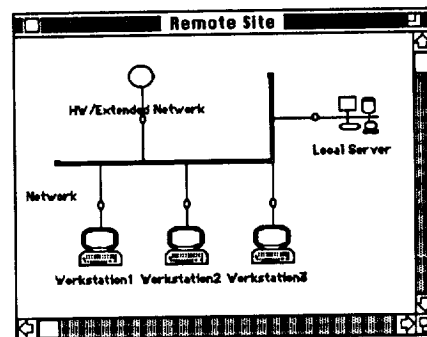 Remote Site
HW/Extended Network
Local Server
Network
Workstation1 Workstation2 Workstation3